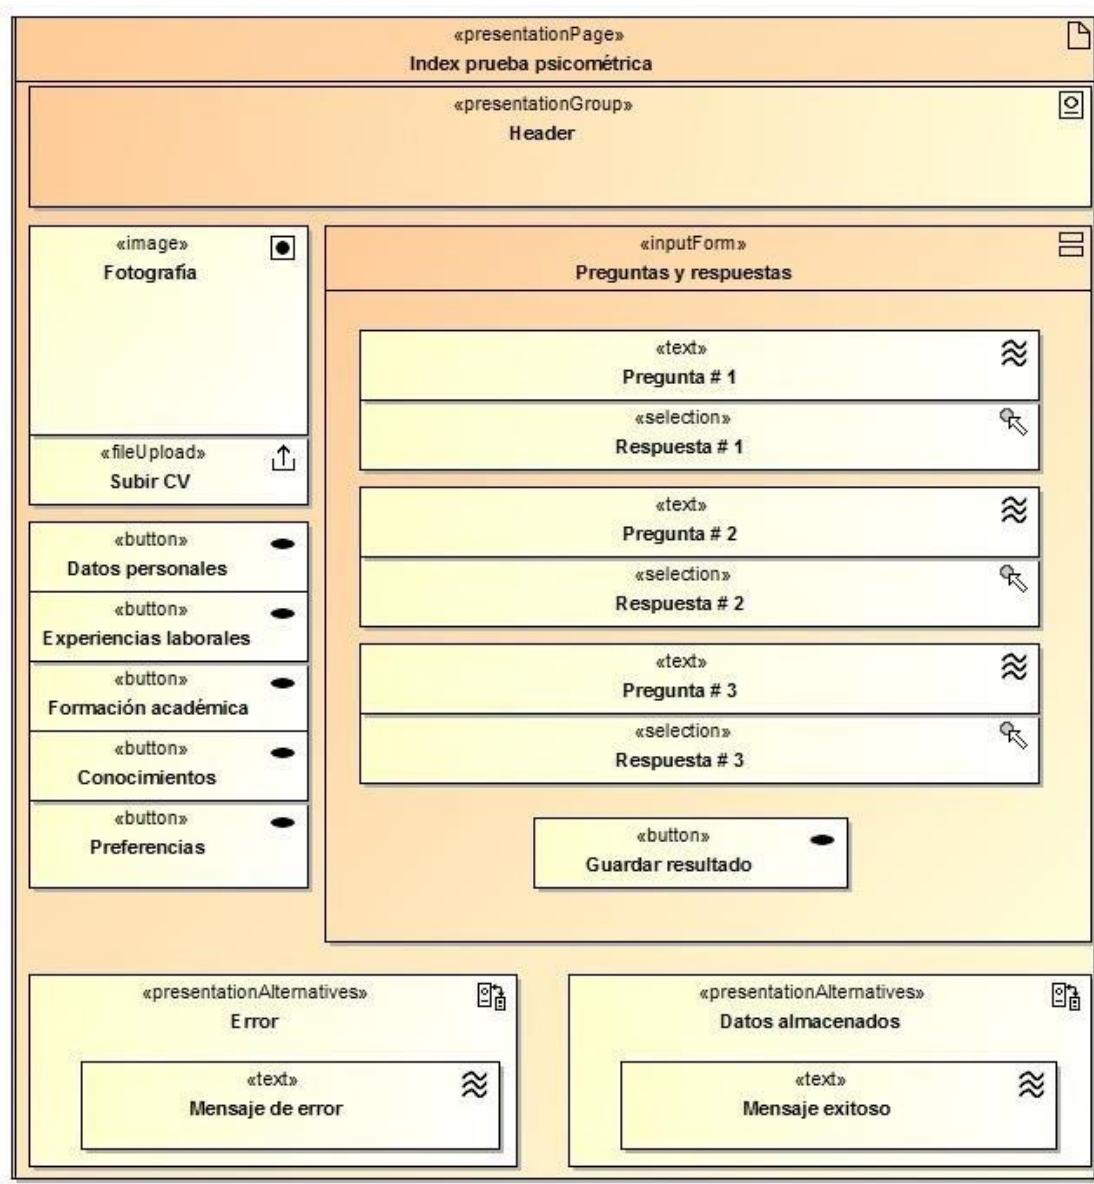 «presentationPage»
Index prueba psicométrica
«presentationGroup»
Header
«image»
Fotografía
«fileUpload»
Subir CV
«button»
Datos personales
«button»
Experiencias laborales
«button»
Formación académica
«button»
Conocimientos
«button»
Preferencias
«inputForm»
Preguntas y respuestas
«text»
Pregunta # 1
«selection»
Respuesta # 1
«text»
Pregunta # 2
«selection»
Respuesta # 2
«text»
Pregunta # 3
«selection»
Respuesta # 3
«button»
Guardar resultado
«presentationAlternatives»
Error
«text»
Mensaje de error
«presentationAlternatives»
Datos almacenados
«text»
Mensaje exitoso